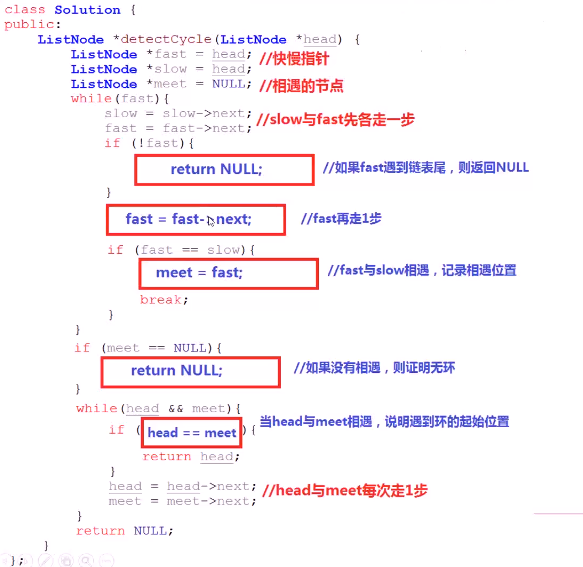 class Solution {
public:
ListNode *detectCycle(ListNode *head) {
ListNode *fast = head; //快慢指针
ListNode *slow = head;
ListNode *meet = NULL; //相遇的节点
while(fast){
slow = slow->next;
fast = fast->next; //slow与fast先各走一步
if (!fast){
return NULL; //如果fast遇到链表尾，则返回NULL
}
fast = fast->next; //fast再走1步
if (fast == slow){
meet = fast; //fast与slow相遇，记录相遇位置
break;
}
}
if (meet == NULL){
return NULL; //如果没有相遇，则证明无环
}
while(head && meet){
if (head == meet){ 当head与meet相遇，说明遇到环的起始位置
return head;
}
head = head->next;
meet = meet->next; //head与meet每次走1步
}
return NULL;
}
};